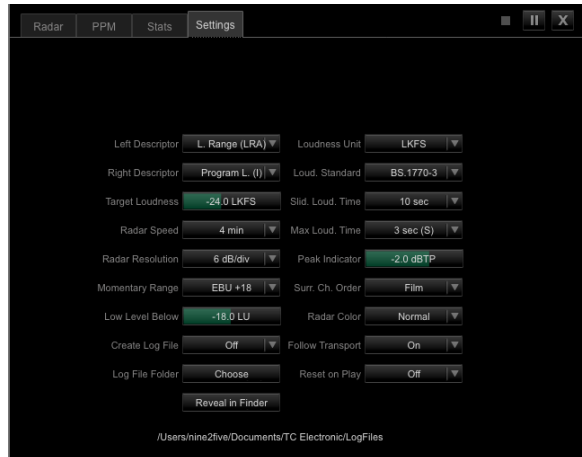 Radar PPM Stats Settings X
Left Descriptor L. Range (LRA) Loudness Unit LKFS
Right Descriptor Program L. (I) Loud. Standard BS.1770-3
Target Loudness -24.0 LKFS Slid. Loud. Time 10 sec
Radar Speed 4 min Max Loud. Time 3 sec (S)
Radar Resolution 6 dB/div Peak Indicator -2.0 dBTP
Momentary Range EBU +18 Surr. Ch. Order Film
Low Level Below -18.0 LU Radar Color Normal
Create Log File Off Follow Transport On
Log File Folder Choose Reset on Play Off
Reveal in Finder
/Users/nine2five/Documents/TC Electronic/LogFiles